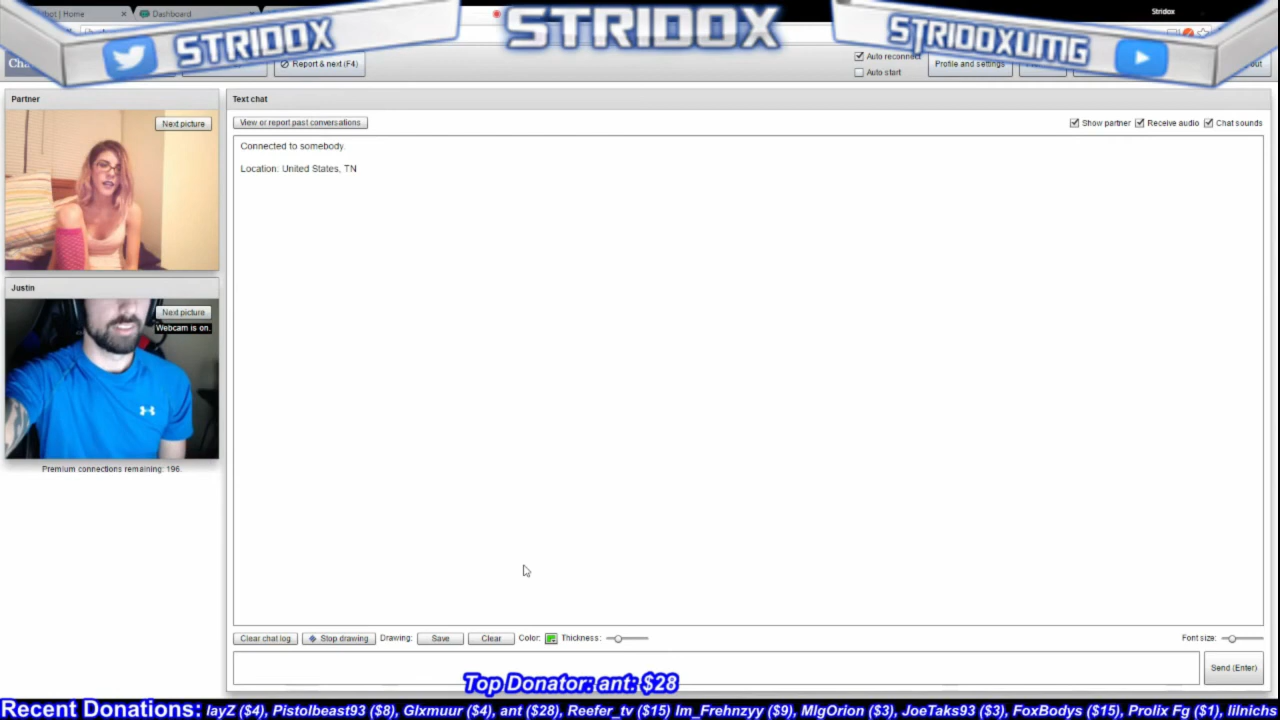 tbot | Home
Dashboard
Stridox
STRIDOX
STRIDOX
STRIDOXUMG
Report & next (F4)
Auto reconnect
Auto start
Profile and settings
Partner
Next picture
Text chat
View or report past conversations
Show partner
Receive audio
Chat sounds
Connected to somebody.
Location: United States, TN
Justin
Next picture
Webcam is on.
Premium connections remaining: 196.
Clear chat log
Stop drawing
Drawing:
Save
Clear
Color:
Thickness:
Font size:
Send (Enter)
Top Donator: ant: $28
Recent Donations: layZ ($4), Pistolbeast93 ($8), Glxmuur ($4), ant ($28), Reefer_tv ($15) Im_Frehnzyy ($9), MlgOrion ($3), JoeTaks93 ($3), FoxBodys ($15), Prolix Fg ($1), lilnichs